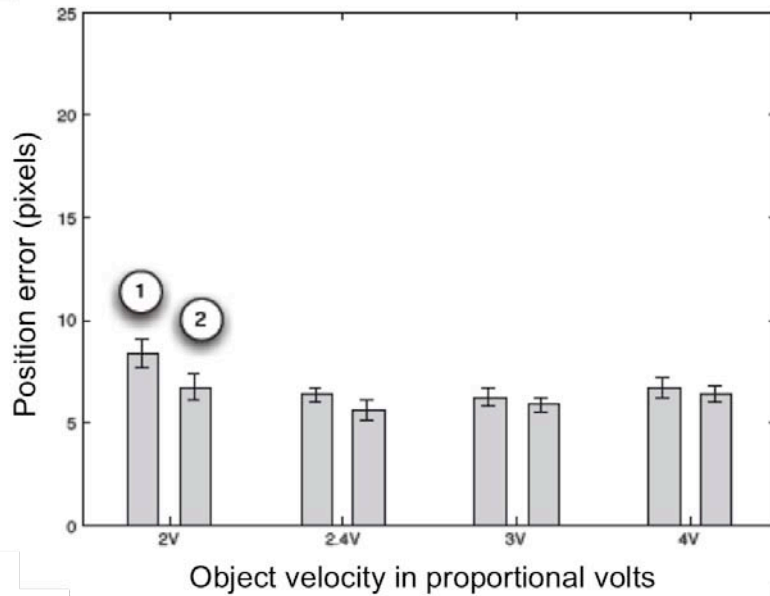 25
20
15
10
5
0
Position error (pixels)
1
2
2V
2.4V
3V
4V
Object velocity in proportional volts